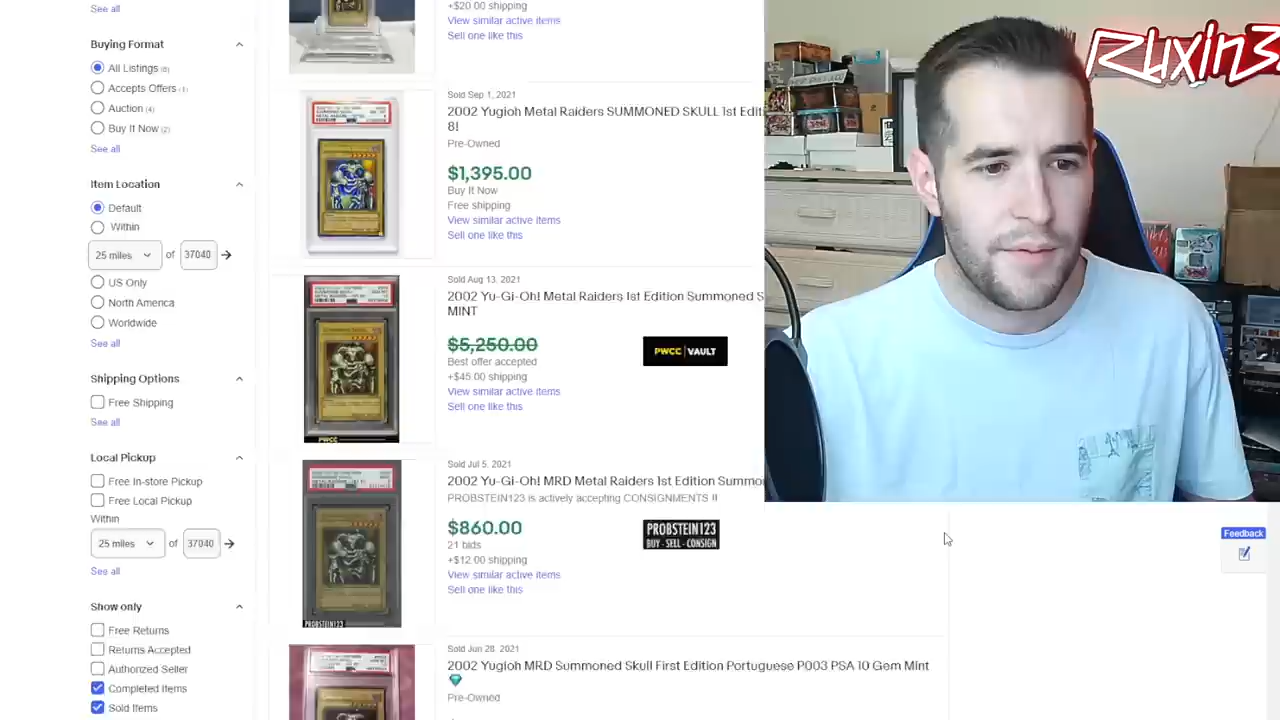 See all
Buying Format
All Listings (6)
Accepts Offers (1)
Auction (4)
Buy It Now (2)
See all
Item Location
Default
Within
25 miles of 37040
US Only
North America
Worldwide
See all
Shipping Options
Free Shipping
See all
Local Pickup
Free In-store Pickup
Free Local Pickup
Within
25 miles of 37040
See all
Show only
Free Returns
Returns Accepted
Authorized Seller
Completed Items
Sold Items
+$20.00 shipping
View similar active items
Sell one like this
Sold Sep 1, 2021
2002 Yugioh Metal Raiders SUMMONED SKULL 1st Edit
8!
Pre-Owned
$1,395.00
Buy It Now
Free shipping
View similar active items
Sell one like this
Sold Aug 13, 2021
2002 Yu-Gi-Oh! Metal Raiders 1st Edition Summoned S
MINT
$5,250.00
Best offer accepted
+$45.00 shipping
View similar active items
Sell one like this
PWCC VAULT
PWCC
Sold Jul 5, 2021
2002 Yu-Gi-Oh! MRD Metal Raiders 1st Edition Summo
PROBSTEIN123 is actively accepting CONSIGNMENTS !!
$860.00
21 bids
+$12.00 shipping
View similar active items
Sell one like this
PROBSTEIN123
BUY - SELL - CONSIGN
PROBSTEIN123
Sold Jun 28, 2021
2002 Yugioh MRD Summoned Skull First Edition Portuguese P003 PSA 10 Gem Mint
Pre-Owned
Feedback
Ruxin3